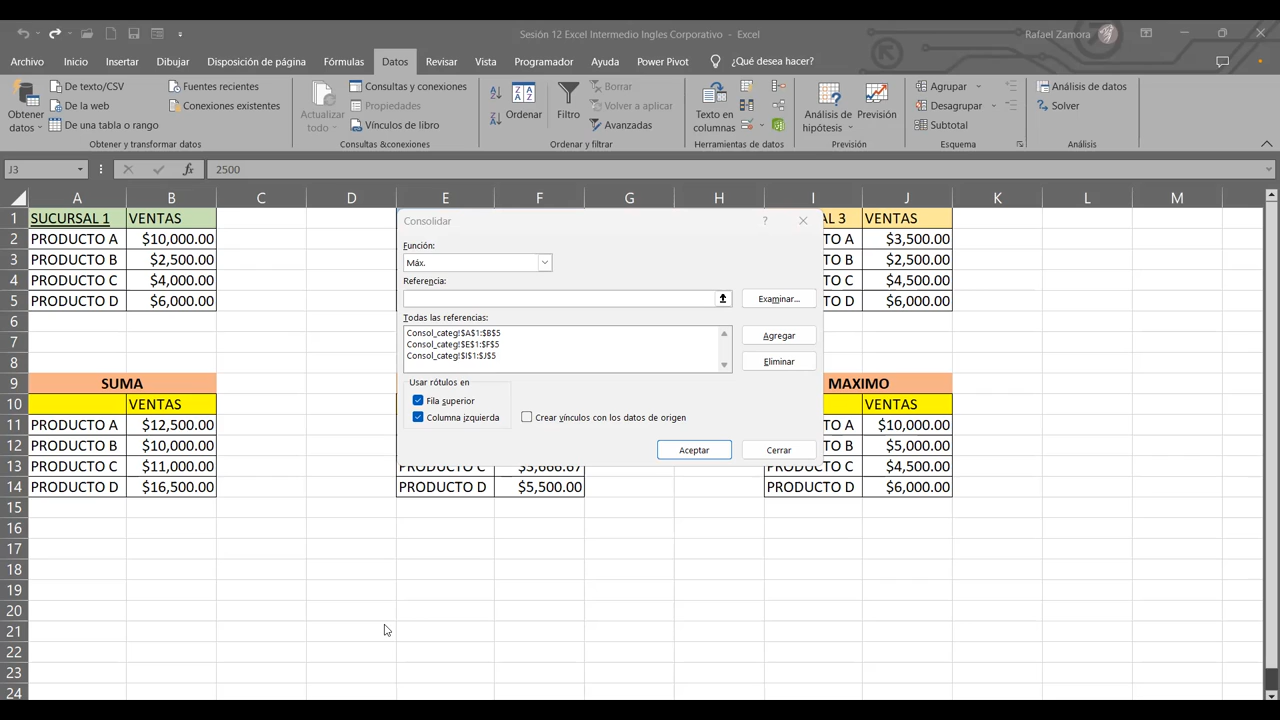 Sesión 12 Excel Intermedio Ingles Corporativo - Excel
Rafael Zamora
Archivo Inicio Insertar Dibujar Disposición de página Fórmulas Datos Revisar Vista Programador Ayuda Power Pivot ¿Qué desea hacer?
Obtener datos
De texto/CSV
De la web
De una tabla o rango
Fuentes recientes
Conexiones existentes
Obtener y transformar datos
Actualizar todo
Consultas y conexiones
Propiedades
Vínculos de libro
Consultas &conexiones
Ordenar
Filtro
Borrar
Volver a aplicar
Avanzadas
Ordenar y filtrar
Texto en columnas
Herramientas de datos
Análisis de hipótesis
Previsión
Previsión
Agrupar
Desagrupar
Subtotal
Esquema
Análisis de datos
Solver
Análisis
J3 fx 2500
A B C D E F G H I J K L M
1 SUCURSAL 1 VENTAS L 3 VENTAS
2 PRODUCTO A $10,000.00 TO A $3,500.00
3 PRODUCTO B $2,500.00 TO B $2,500.00
4 PRODUCTO C $4,000.00 TO C $4,500.00
5 PRODUCTO D $6,000.00 TO D $6,000.00
6
7
8
9 SUMA MAXIMO
10 VENTAS VENTAS
11 PRODUCTO A $12,500.00 TO A $10,000.00
12 PRODUCTO B $10,000.00 TO B $5,000.00
13 PRODUCTO C $11,000.00 PRODUCTO C $3,666.67 PRODUCTO C $4,500.00
14 PRODUCTO D $16,500.00 PRODUCTO D $5,500.00 PRODUCTO D $6,000.00
15
16
17
18
19
20
21
22
23
24
Consolidar ?
Función:
Máx.
Referencia:
Examinar...
Todas las referencias:
Consol_categ!$A$1:$B$5
Consol_categ!$E$1:$F$5
Consol_categ!$I$1:$J$5
Agregar
Eliminar
Usar rótulos en
Fila superior
Columna izquierda
Crear vínculos con los datos de origen
Aceptar Cerrar